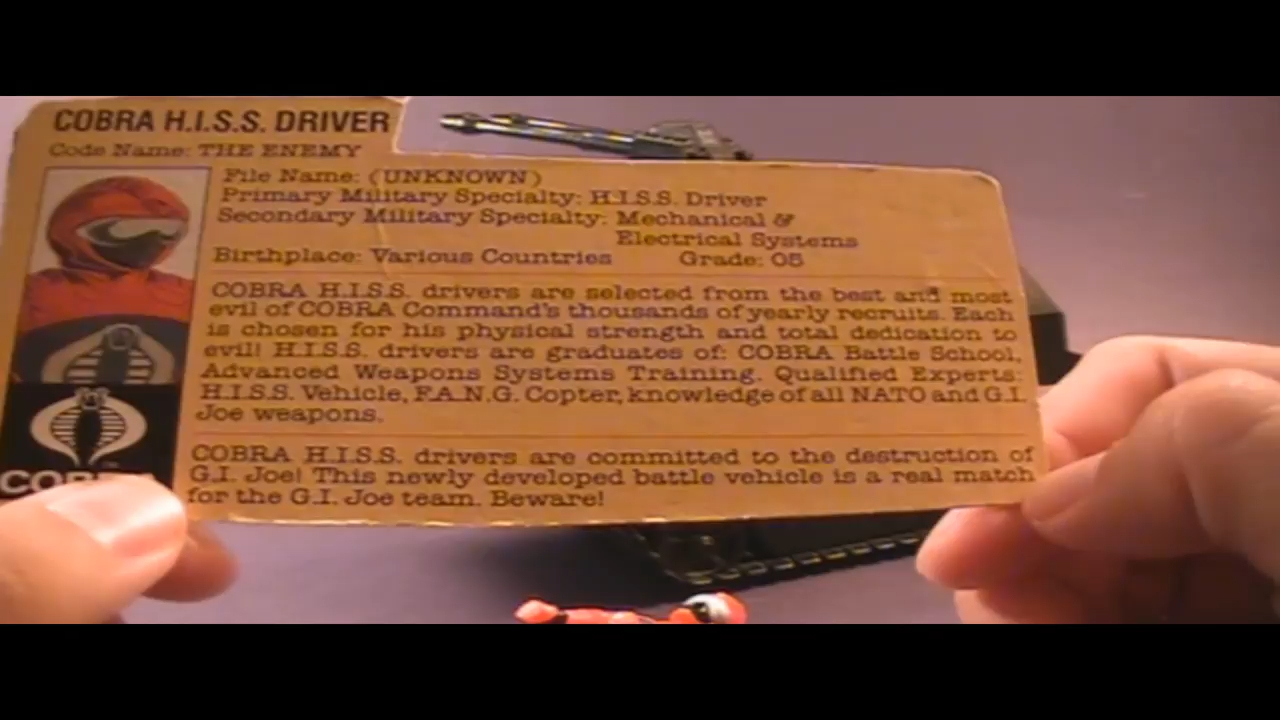 COBRA H.I.S.S. DRIVER
Code Name: THE ENEMY
File Name: (UNKNOWN)
Primary Military Specialty: H.I.S.S. Driver
Secondary Military Specialty: Mechanical &
Electrical Systems
Birthplace: Various Countries Grade: 05
COBRA H.I.S.S. drivers are selected from the best and most
evil of COBRA Command's thousands of yearly recruits. Each
is chosen for his physical strength and total dedication to
evil! H.I.S.S. drivers are graduates of: COBRA Battle School,
Advanced Weapons Systems Training. Qualified Experts:
H.I.S.S. Vehicle, F.A.N.G. Copter, knowledge of all NATO and G.I.
Joe weapons.
COBRA H.I.S.S. drivers are committed to the destruction of
G.I. Joe! This newly developed battle vehicle is a real match
for the G.I. Joe team. Beware!